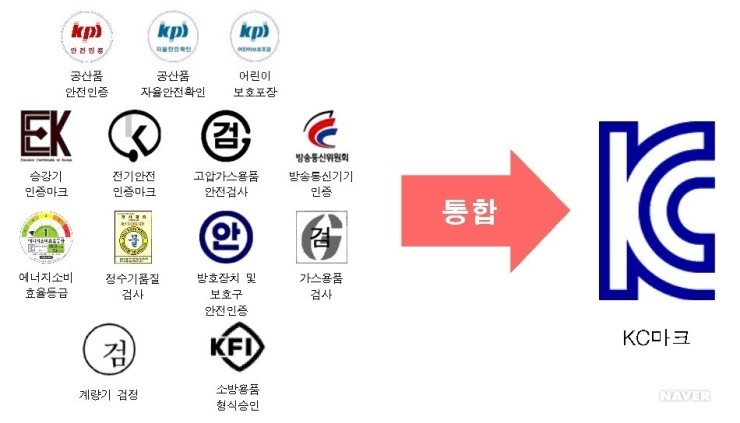 kpi
안전인증
kpi
자율안전확인
kpi
어린이보호포장
공산품
안전인증
공산품
자율안전확인
어린이
보호포장
EK
K
검
방송통신위원회
승강기
인증마크
전기안전
인증마크
고압가스용품
안전검사
방송통신기기
인증
1
물
안
검
에너지소비
효율등급
정수기품질
검사
방호장치 및
보호구
안전인증
가스용품
검사
검
KFI
계량기 검정
소방용품
형식승인
통합
KC
KC마크
NAVER